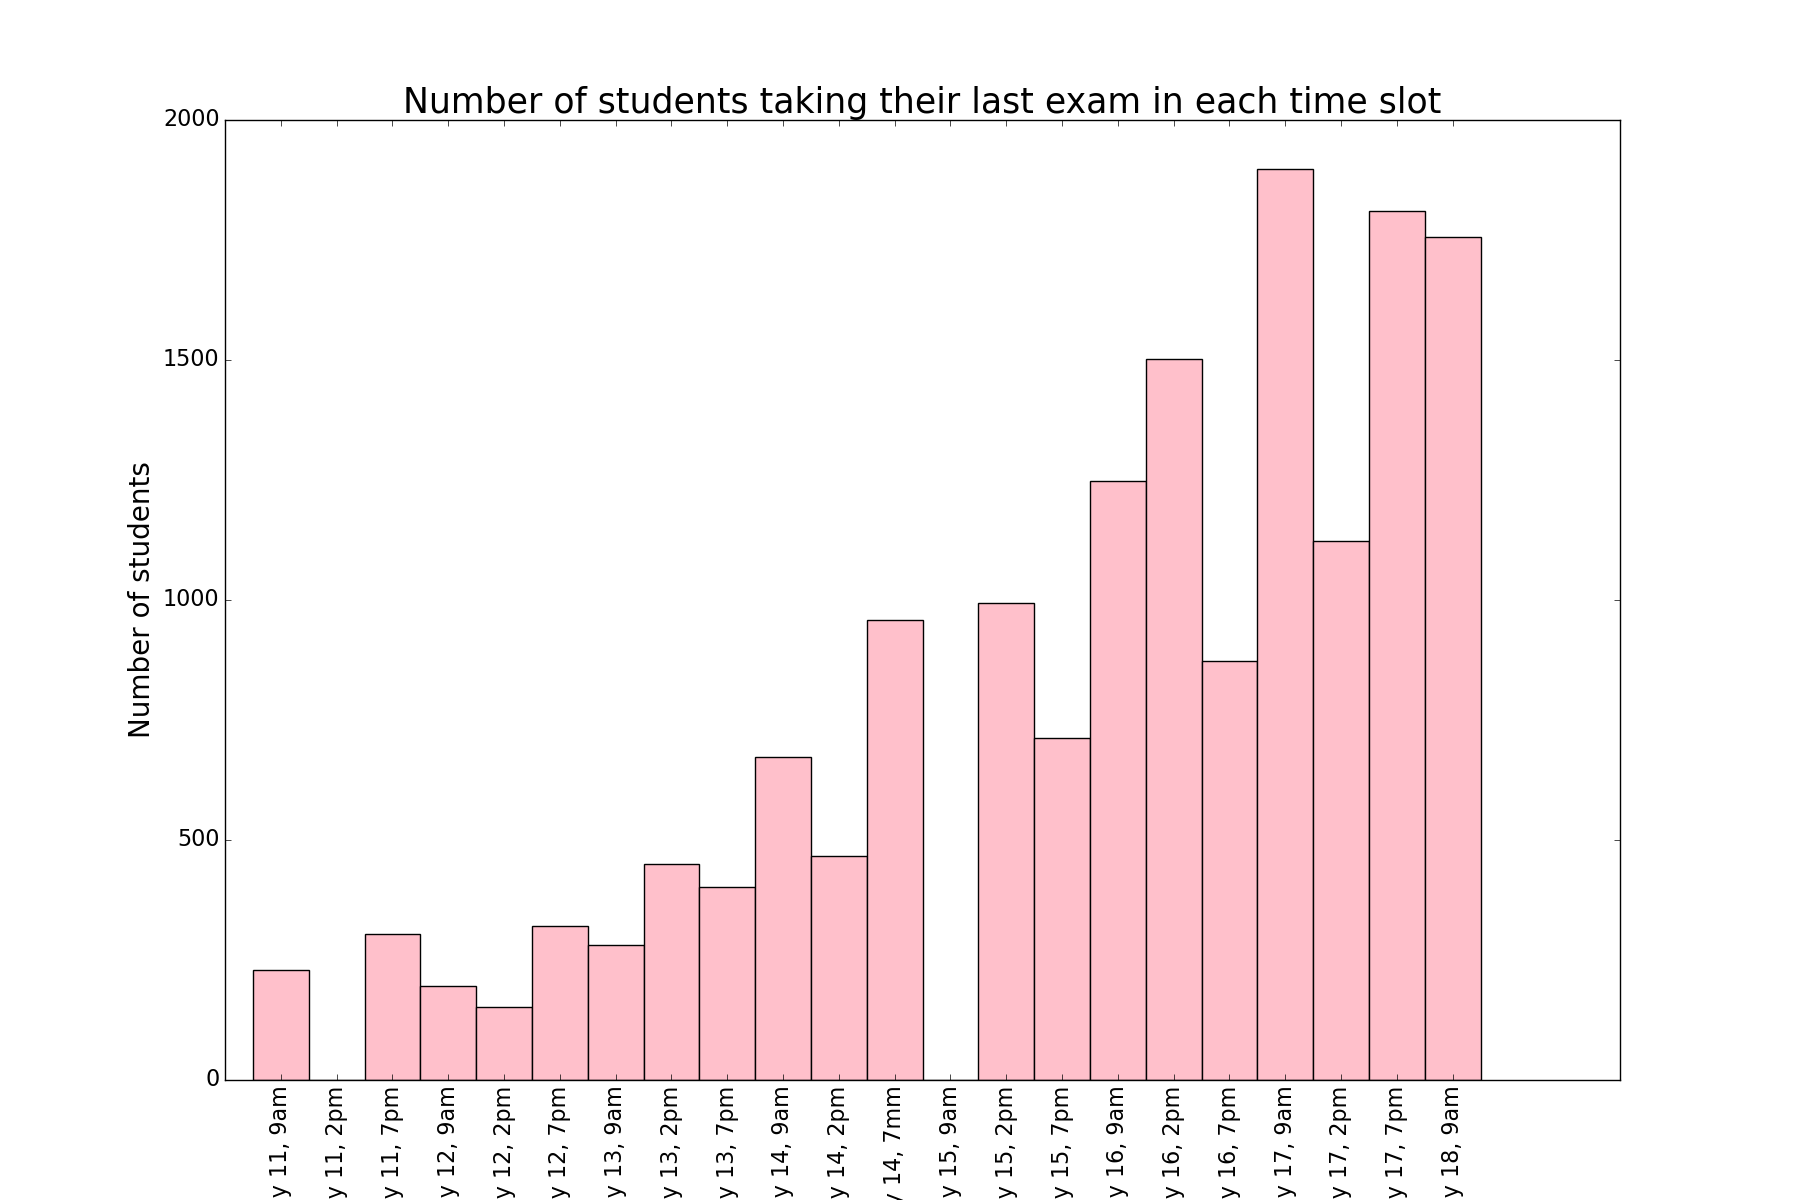 Number of students taking their last exam in each time slot
Number of students
2000
1500
1000
500
0
y 11, 9am
y 11, 2pm
y 11, 7pm
y 12, 9am
y 12, 2pm
y 12, 7pm
y 13, 9am
y 13, 2pm
y 13, 7pm
y 14, 9am
y 14, 2pm
y 14, 7mm
y 15, 9am
y 15, 2pm
y 15, 7pm
y 16, 9am
y 16, 2pm
y 16, 7pm
y 17, 9am
y 17, 2pm
y 17, 7pm
y 18, 9am